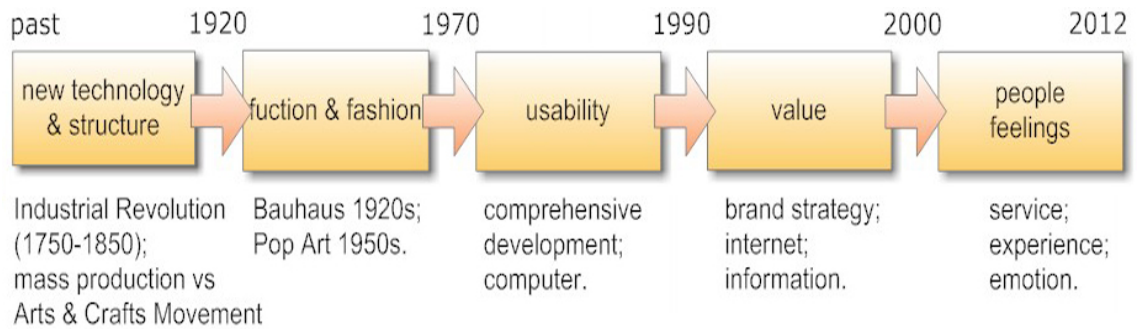 past 1920 1970 1990 2000 2012
new technology
& structure
fuction & fashion
usability
value
people
feelings
Industrial Revolution
(1750-1850);
mass production vs
Arts & Crafts Movement
Bauhaus 1920s;
Pop Art 1950s.
comprehensive
development;
computer.
brand strategy;
internet;
information.
service;
experience;
emotion.